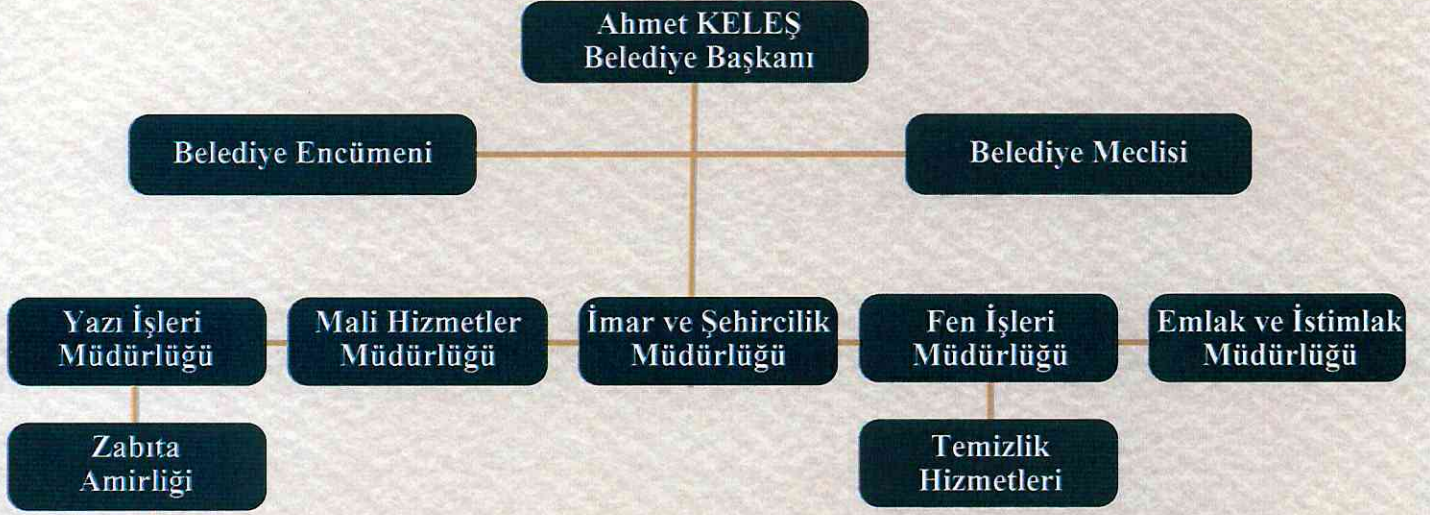 Ahmet KELEŞ
Belediye Başkanı
Belediye Encümeni
Belediye Meclisi
Yazı İşleri
Müdürlüğü
Mali Hizmetler
Müdürlüğü
İmar ve Şehircilik
Müdürlüğü
Fen İşleri
Müdürlüğü
Emlak ve İstimlak
Müdürlüğü
Zabıta
Amirliği
Temizlik
Hizmetleri